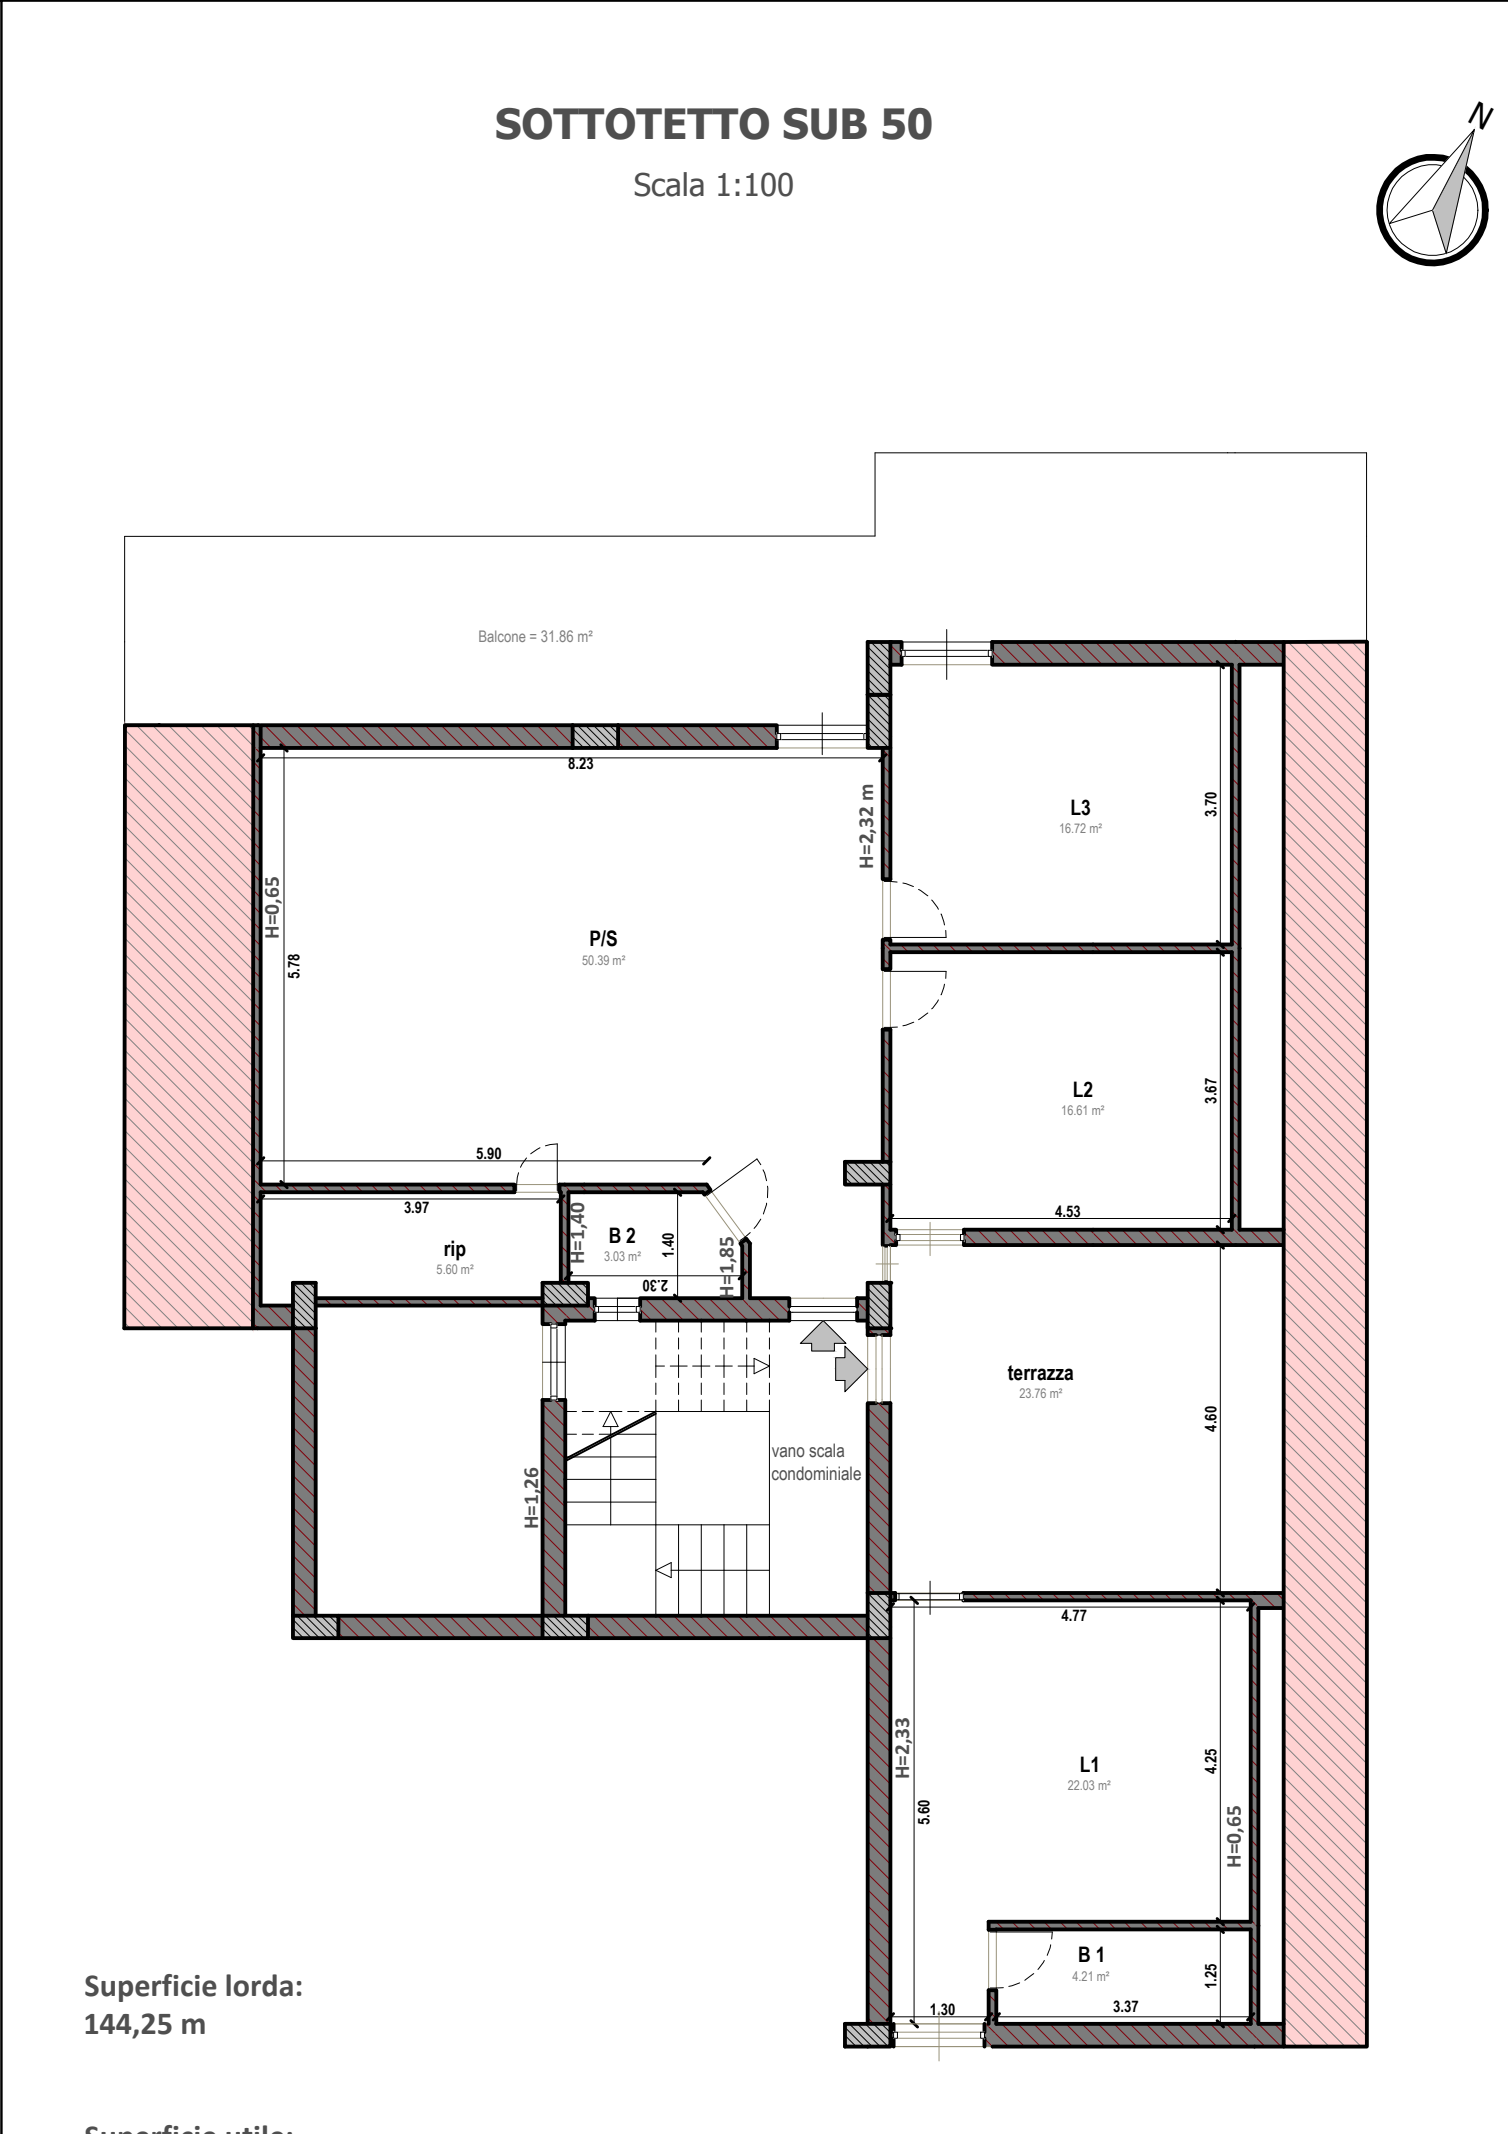 SOTTOTETTO SUB 50
Scala 1:100
N
Balcone = 31.86 m²
8.23
H=2,32 m
L3
16.72 m²
3.70
H=0,65
5.78
P/S
50.39 m²
L2
16.61 m²
3.67
5.90
3.97
rip
5.60 m²
H=1,40
B 2
3.03 m²
1.40
2.30
H=1,85
4.53
terrazza
23.76 m²
4.60
vano scala
condominiale
H=1,26
4.77
H=2,33
5.60
L1
22.03 m²
4.25
H=0,65
B 1
4.21 m²
1.25
1.30
3.37
Superficie lorda:
144,25 m
Superficie utile: